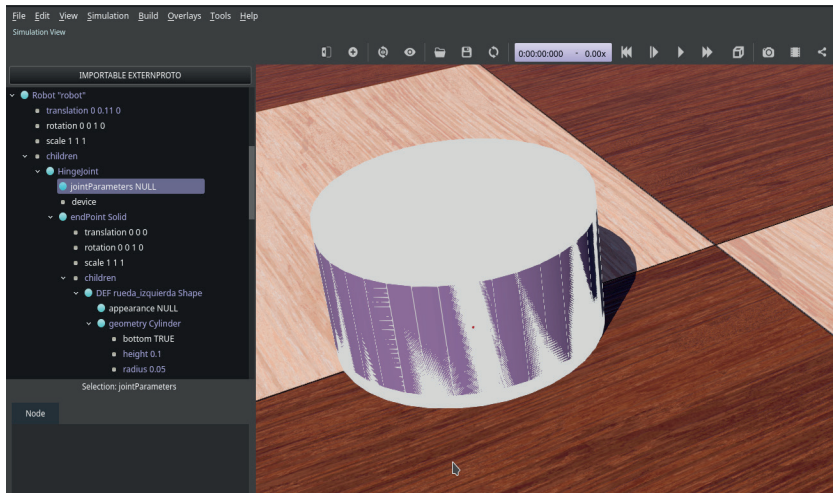 File Edit View Simulation Build Overlays Tools Help
Simulation View
0:00:00:000 - 0.00x
IMPORTABLE EXTERNPROTO
Robot "robot"
translation 0 0.11 0
rotation 0 0 1 0
scale 1 1 1
children
HingeJoint
jointParameters NULL
device
endPoint Solid
translation 0 0 0
rotation 0 0 1 0
scale 1 1 1
children
DEF rueda_izquierda Shape
appearance NULL
geometry Cylinder
bottom TRUE
height 0.1
radius 0.05
Selection: jointParameters
Node